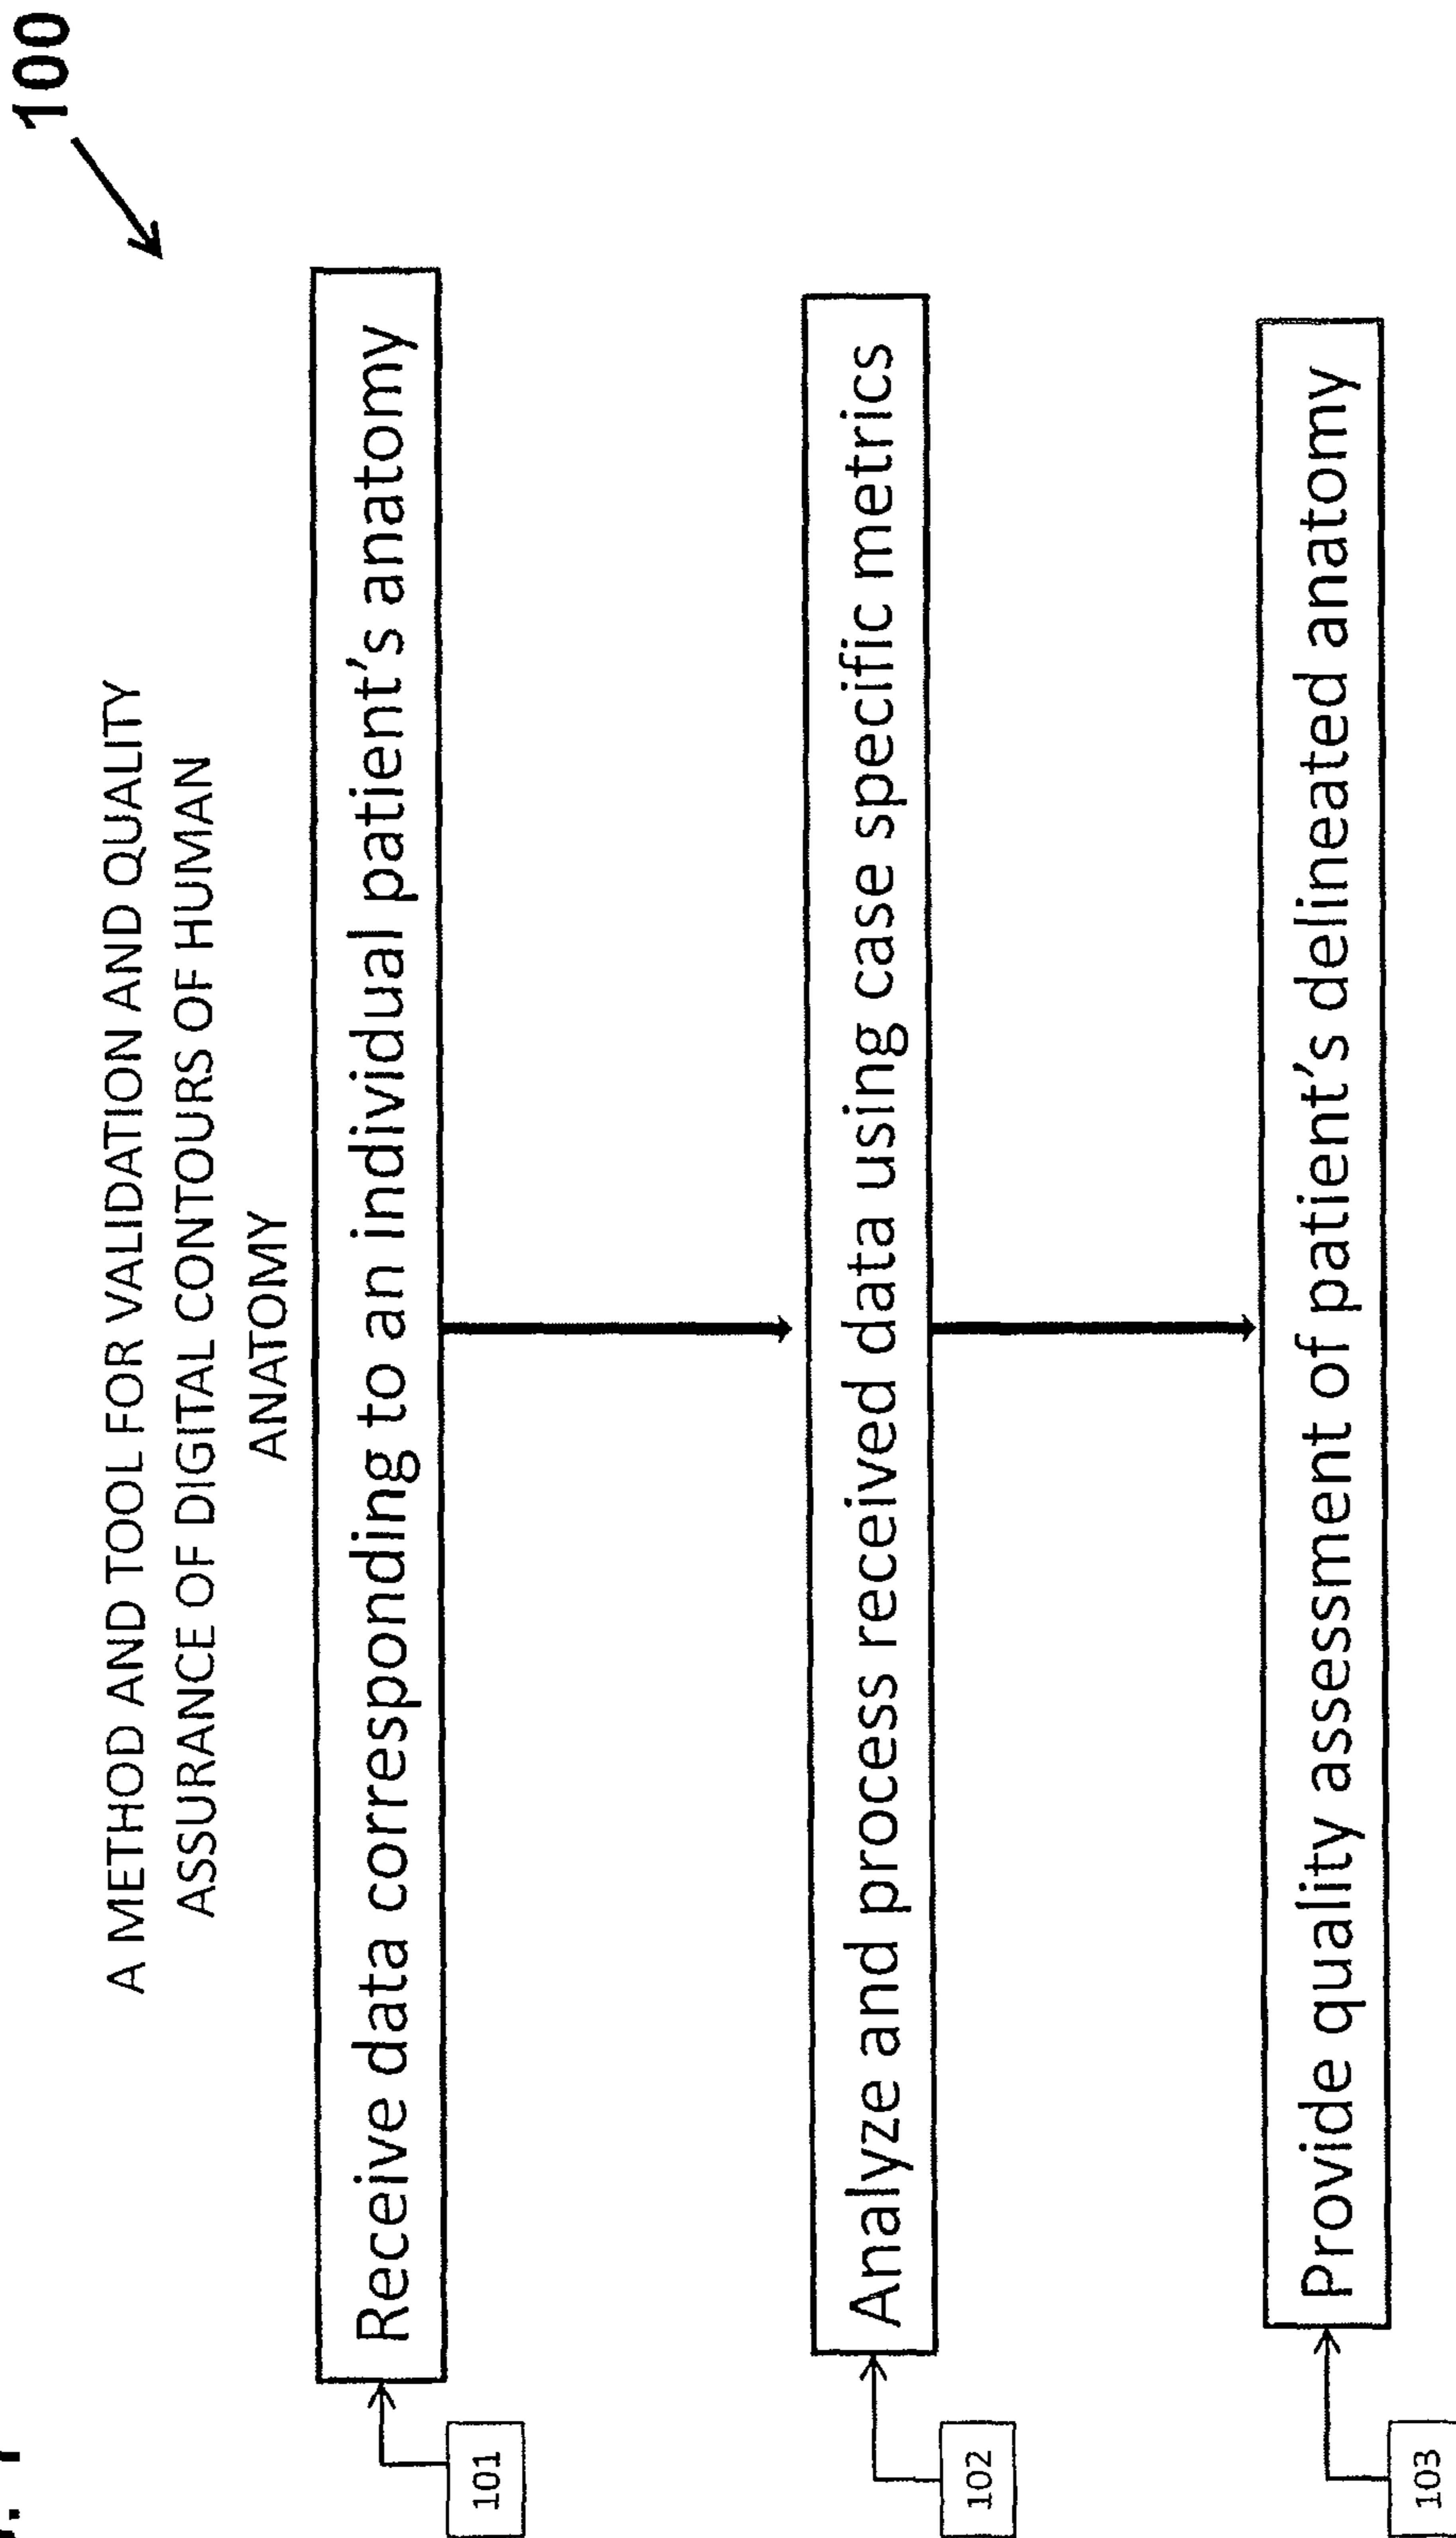 100
A METHOD AND TOOL FOR VALIDATION AND QUALITY
ASSURANCE OF DIGITAL CONTOURS OF HUMAN
ANATOMY
Receive data corresponding to an individual patient's anatomy
101
Analyze and process received data using case specific metrics
102
Provide quality assessment of patient's delineated anatomy
103